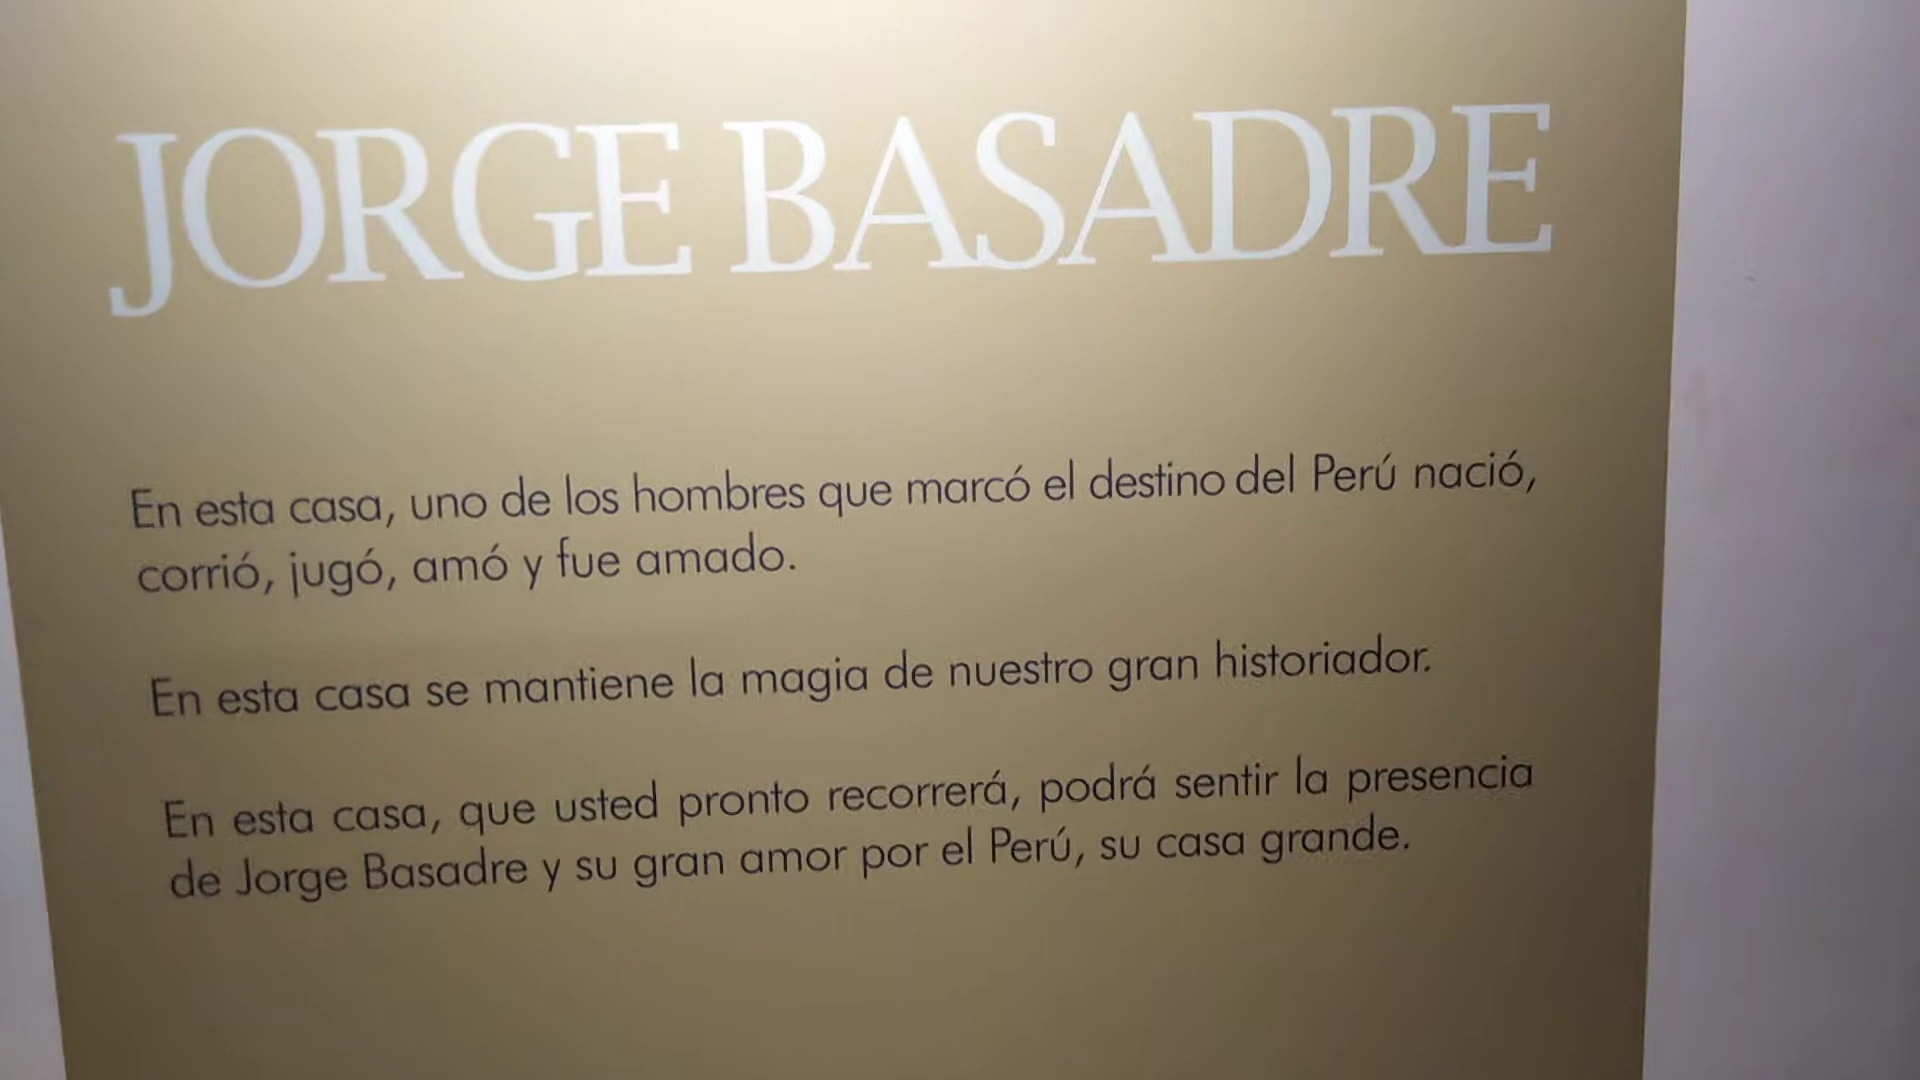 JORGE BASADRE
En esta casa, uno de los hombres que marcó el destino del Perú nació,
corrió, jugó, amó y fue amado.
En esta casa se mantiene la magia de nuestro gran historiador.
En esta casa, que usted pronto recorrerá, podrá sentir la presencia
de Jorge Basadre y su gran amor por el Perú, su casa grande.